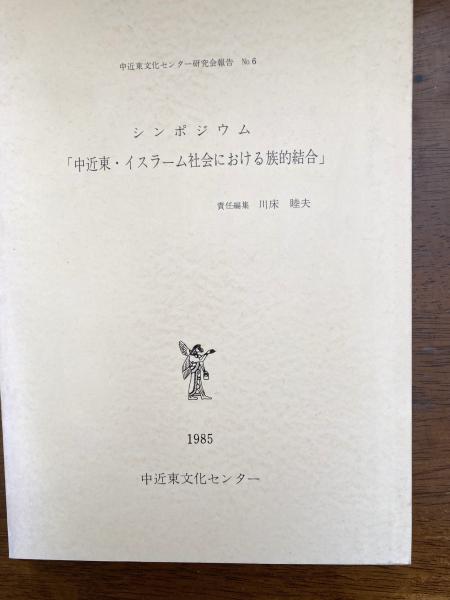 中近東文化センター研究会報告 №6
シンポジウム
「中近東・イスラーム社会における族的結合」
責任編集 川床 睦夫
1985
中近東文化センター